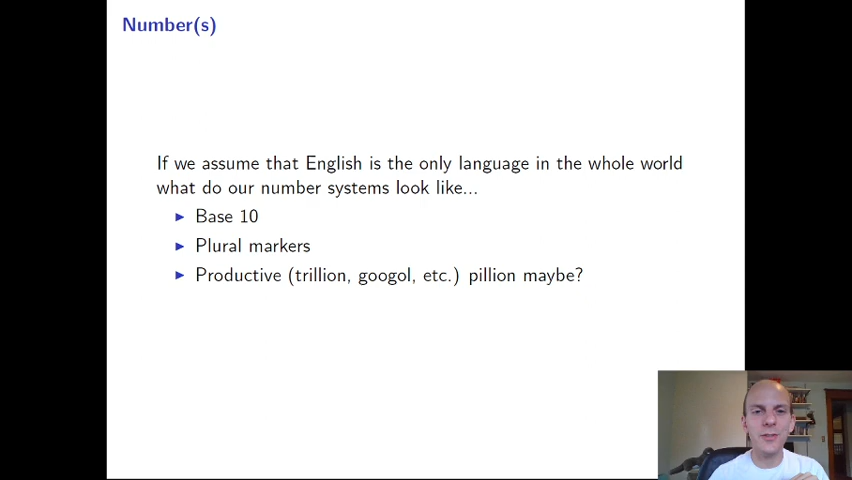 Number(s)
If we assume that English is the only language in the whole world
what do our number systems look like...
Base 10
Plural markers
Productive (trillion, googol, etc.) pillion maybe?